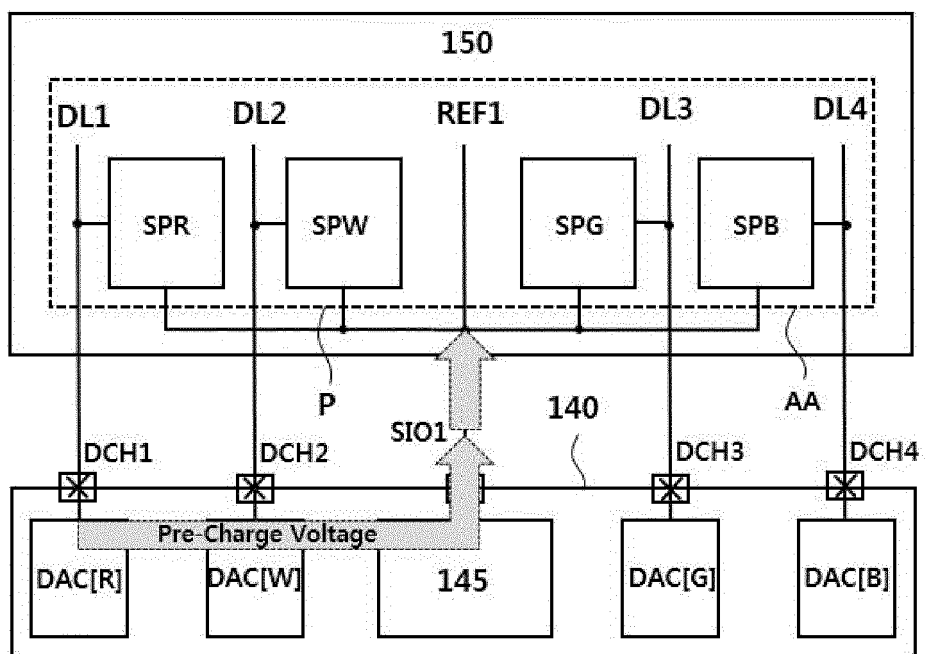 150
DL1 DL2 REF1 DL3 DL4
SPR SPW SPG SPB
P AA
SIO1 140
DCH1 DCH2 DCH3 DCH4
Pre-Charge Voltage
DAC[R] DAC[W] 145 DAC[G] DAC[B]